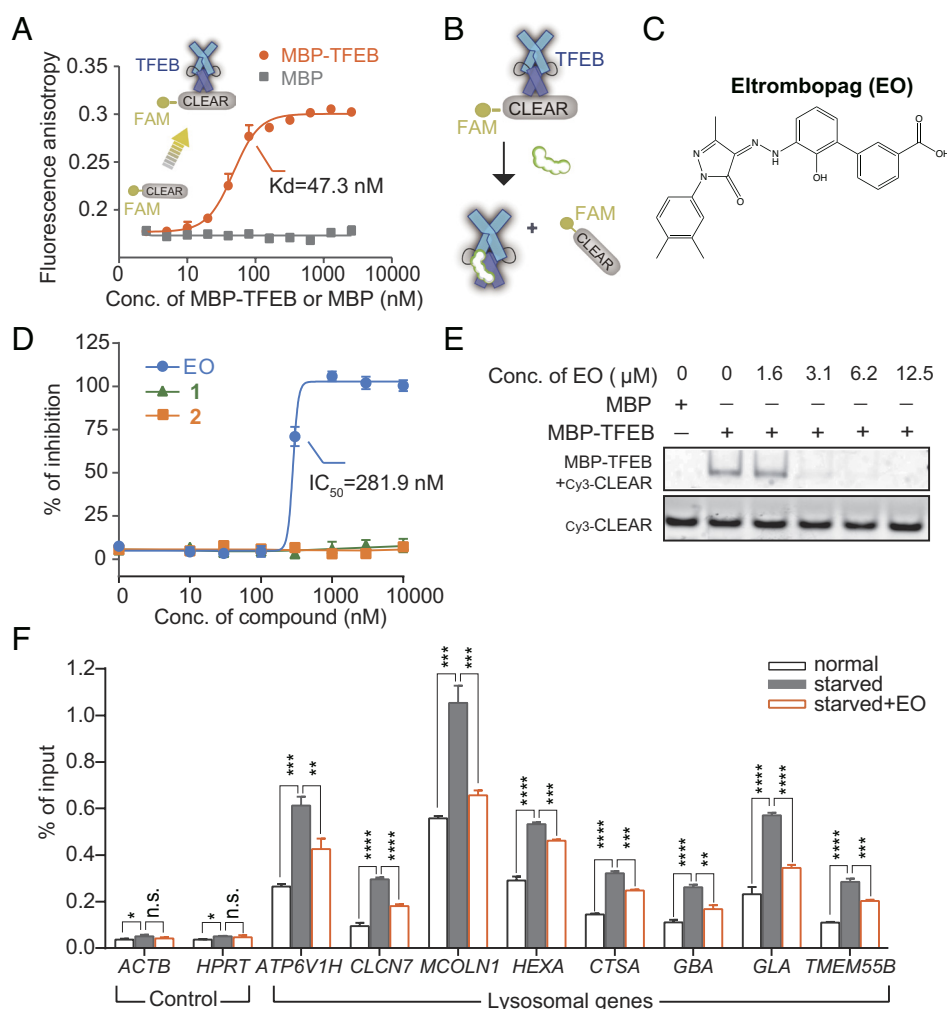 A
TFEB
MBP-TFEB
MBP
CLEAR
FAM
CLEAR
FAM
Kd=47.3 nM
Fluorescence anisotropy
0.35
0.3
0.25
0.2
0 10 100 1000 10000
Conc. of MBP-TFEB or MBP (nM)
B
TFEB
CLEAR
FAM
+
FAM
CLEAR
C
Eltrombopag (EO)
CH3
N
N
N
N
H
O
OH
O
OH
D
EO
1
2
% of inhibition
125
100
75
50
25
0
IC50=281.9 nM
0 10 100 1000 10000
Conc. of compound (nM)
E
Conc. of EO ( μM) 0 0 1.6 3.1 6.2 12.5
MBP + — — — — —
MBP-TFEB — + + + + +
MBP-TFEB
+Cy3-CLEAR
Cy3-CLEAR
F
normal
starved
starved+EO
% of input
1.2
1.0
0.8
0.6
0.4
0.2
0.0
* n.s. * n.s. *** ** **** **** *** *** **** *** **** *** **** ** **** **** **** ***
ACTB HPRT ATP6V1H CLCN7 MCOLN1 HEXA CTSA GBA GLA TMEM55B
Control Lysosomal genes